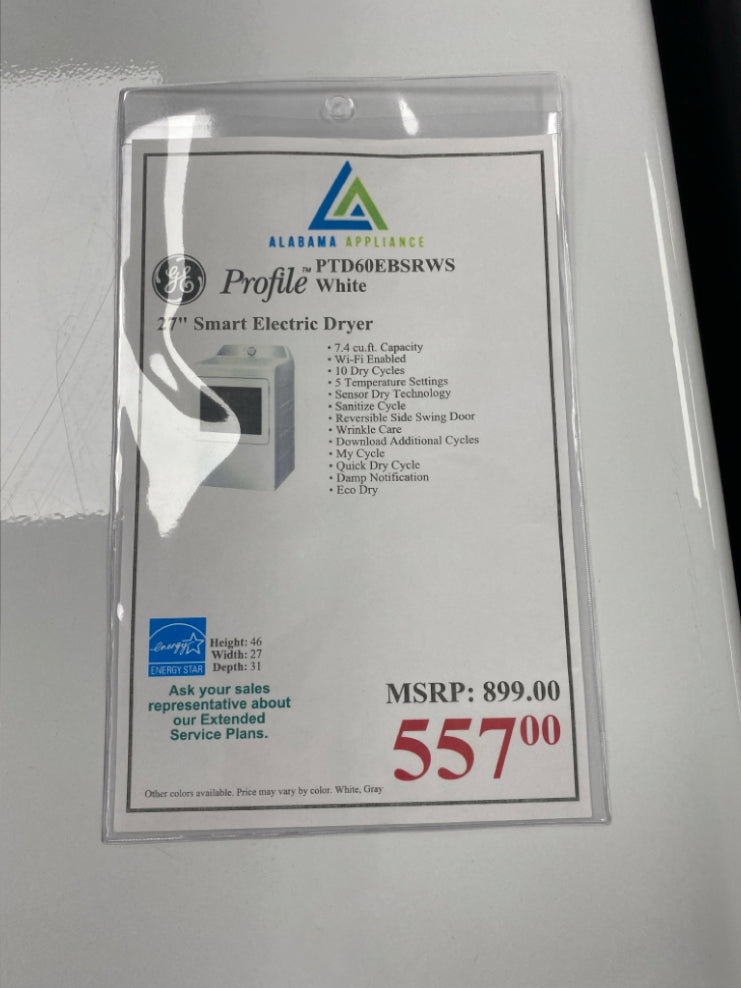 ALABAMA APPLIANCE
GE Profile™ PTD60EBSRWS
White
27" Smart Electric Dryer
• 7.4 cu.ft. Capacity
• Wi-Fi Enabled
• 10 Dry Cycles
• 5 Temperature Settings
• Sensor Dry Technology
• Sanitize Cycle
• Reversible Side Swing Door
• Wrinkle Care
• Download Additional Cycles
• My Cycle
• Quick Dry Cycle
• Damp Notification
• Eco Dry
energy
ENERGY STAR
Height: 46
Width: 27
Depth: 31
Ask your sales
representative about
our Extended
Service Plans.
MSRP: 899.00
55700
Other colors available. Price may vary by color. White, Gray